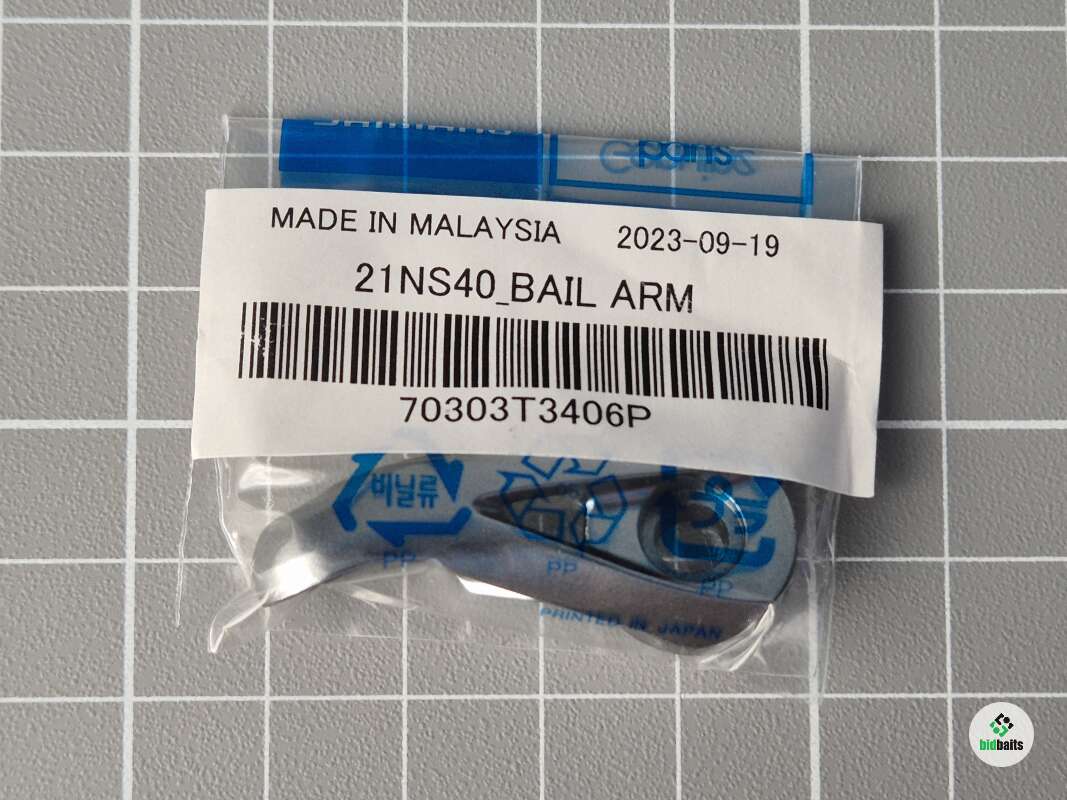 SHIMANO
MADE IN MALAYSIA 2023-09-19
21NS40_BAIL ARM
70303T3406P
비닐류
PP
PP
PP
PRINTED IN JAPAN
bidbaits